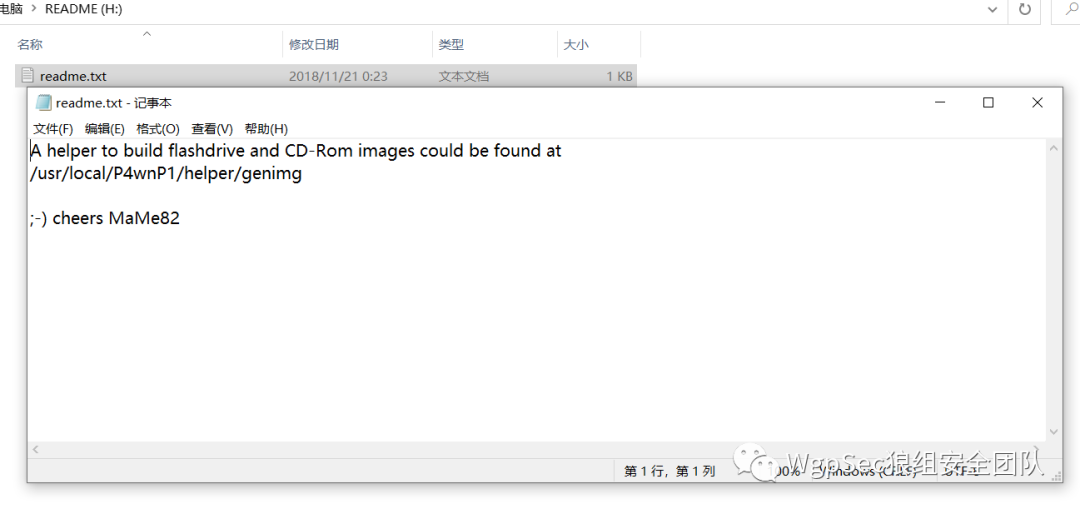 电脑 > README (H:)
名称 修改日期 类型 大小
readme.txt 2018/11/21 0:23 文本文档 1 KB
readme.txt - 记事本
文件(F) 编辑(E) 格式(O) 查看(V) 帮助(H)
A helper to build flashdrive and CD-Rom images could be found at
/usr/local/P4wnP1/helper/genimg
;-) cheers MaMe82
第 1 行，第 1 列 Windows (CRLF) UTF-8
WgpSec狼组安全团队